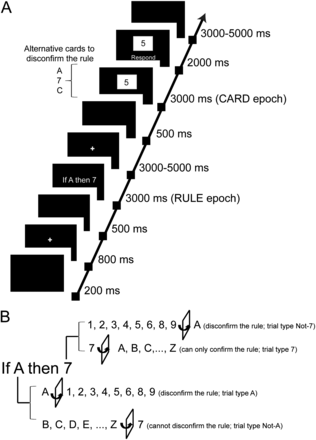 A
5
3000-5000 ms
Alternative cards to
disconfirm the rule
5
Respond
2000 ms
A
7
C
5
3000 ms (CARD epoch)
500 ms
+
3000-5000 ms
If A then 7
3000 ms (RULE epoch)
500 ms
+
800 ms
200 ms
B
1, 2, 3, 4, 5, 6, 8, 9 A (disconfirm the rule; trial type Not-7)
7 A, B, C,..., Z (can only confirm the rule; trial type 7)
If A then 7
A 1, 2, 3, 4, 5, 6, 8, 9 (disconfirm the rule; trial type A)
B, C, D, E, ..., Z 7 (cannot disconfirm the rule; trial type Not-A)